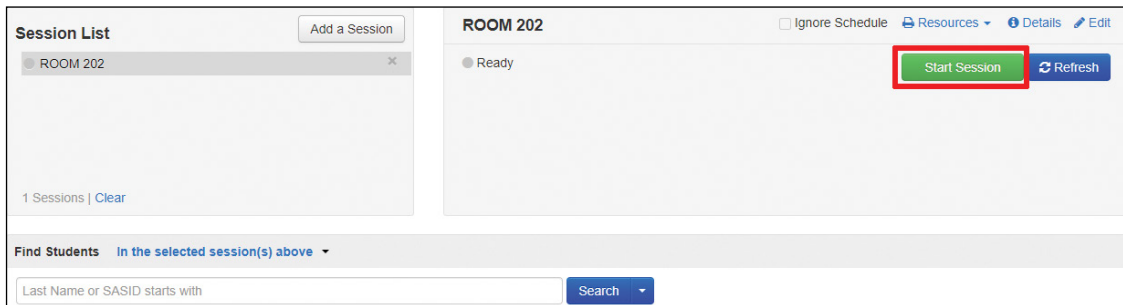 Session List
Add a Session
ROOM 202
1 Sessions | Clear
ROOM 202
Ignore Schedule Resources Details Edit
Ready
Start Session Refresh
Find Students In the selected session(s) above
Last Name or SASID starts with
Search